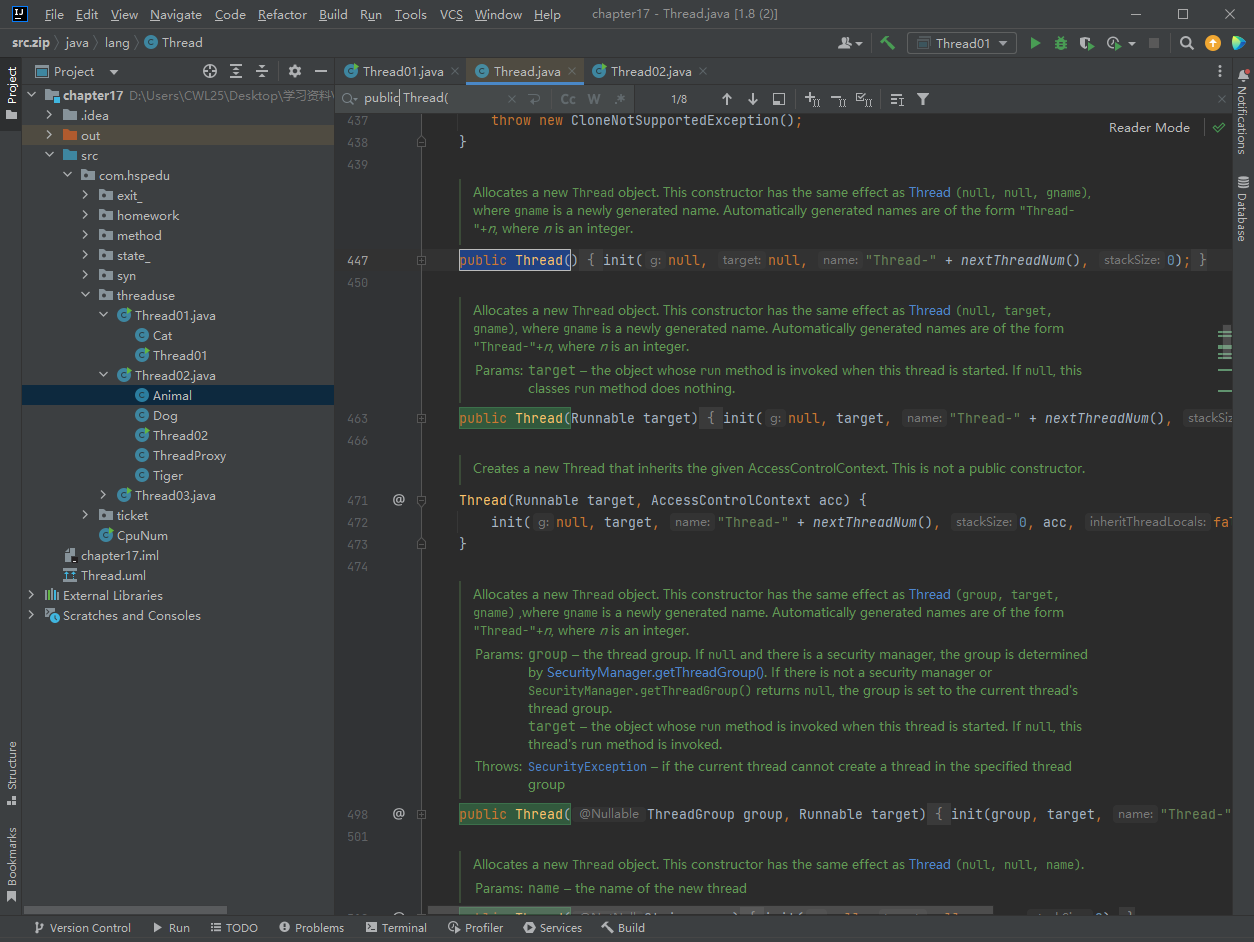 File Edit View Navigate Code Refactor Build Run Tools VCS Window Help chapter17 - Thread.java [1.8 (2)]
src.zip java lang Thread Thread01
Project Thread01.java Thread.java Thread02.java
public Thread( Cc W .* 1/8
Reader Mode
Project
Structure
Bookmarks
chapter17 D:\Users\CWL25\Desktop\学习资料\
.idea
out
src
com.hspedu
exit_
homework
method
state_
syn
threaduse
Thread01.java
Cat
Thread01
Thread02.java
Animal
Dog
Thread02
ThreadProxy
Tiger
Thread03.java
ticket
CpuNum
chapter17.iml
Thread.uml
External Libraries
Scratches and Consoles
437 throw new CloneNotSupportedException();
438 }
439
Allocates a new Thread object. This constructor has the same effect as Thread (null, null, gname),
where gname is a newly generated name. Automatically generated names are of the form "Thread-
"+n, where n is an integer.
447 public Thread() { init( g: null, target: null, name: "Thread-" + nextThreadNum(), stackSize: 0); }
450
Allocates a new Thread object. This constructor has the same effect as Thread (null, target,
gname), where gname is a newly generated name. Automatically generated names are of the form
"Thread-"+n, where n is an integer.
Params: target – the object whose run method is invoked when this thread is started. If null, this
classes run method does nothing.
463 public Thread(Runnable target) { init( g: null, target, name: "Thread-" + nextThreadNum(), stackSiz
466
Creates a new Thread that inherits the given AccessControlContext. This is not a public constructor.
471 @ Thread(Runnable target, AccessControlContext acc) {
472 init( g: null, target, name: "Thread-" + nextThreadNum(), stackSize: 0, acc, inheritThreadLocals: fa
473 }
474
Allocates a new Thread object. This constructor has the same effect as Thread (group, target,
gname) ,where gname is a newly generated name. Automatically generated names are of the form
"Thread-"+n, where n is an integer.
Params: group – the thread group. If null and there is a security manager, the group is determined
by SecurityManager.getThreadGroup(). If there is not a security manager or
SecurityManager.getThreadGroup() returns null, the group is set to the current thread's
thread group.
target – the object whose run method is invoked when this thread is started. If null, this
thread's run method is invoked.
Throws: SecurityException – if the current thread cannot create a thread in the specified thread
group
498 @ public Thread( @Nullable ThreadGroup group, Runnable target) { init(group, target, name: "Thread-"
501
Allocates a new Thread object. This constructor has the same effect as Thread (null, null, name).
Params: name – the name of the new thread
Notifications
Database
Version Control Run TODO Problems Terminal Profiler Services Build